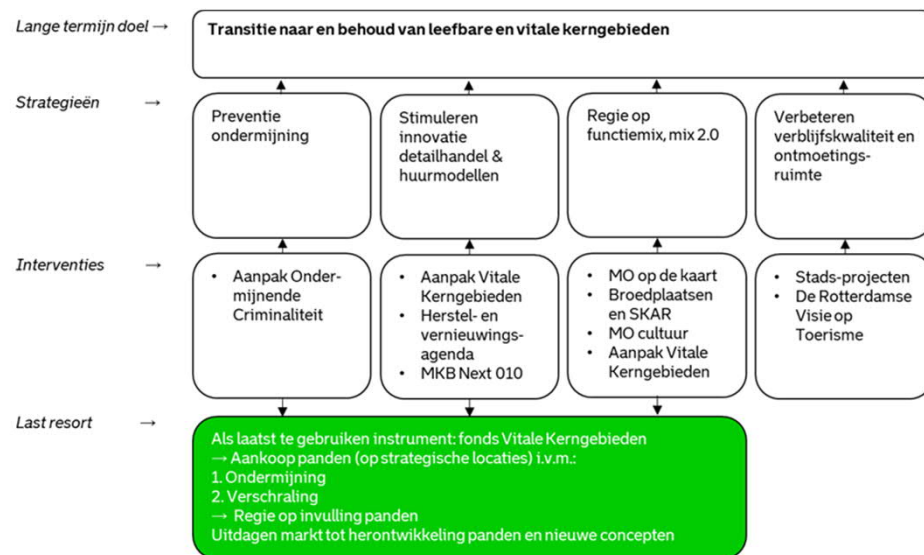 Lange termijn doel →
Transitie naar en behoud van leefbare en vitale kerngebieden
Strategieën →
Preventie
ondermijning
Stimuleren
innovatie
detailhandel &
huurmodellen
Regie op
functiemix, mix 2.0
Verbeteren
verblijfskwaliteit en
ontmoetings-
ruimte
Interventies →
• Aanpak Onder-
mijnende
Criminaliteit
• Aanpak Vitale
Kerngebieden
• Herstel- en
vernieuwings-
agenda
• MKB Next 010
• MO op de kaart
• Broedplaatsen
en SKAR
• MO cultuur
• Aanpak Vitale
Kerngebieden
• Stads-projecten
• De Rotterdamse
Visie op
Toerisme
Last resort →
Als laatst te gebruiken instrument: fonds Vitale Kerngebieden
→ Aankoop panden (op strategische locaties) i.v.m.:
1. Ondermijning
2. Verschraling
→ Regie op invulling panden
Uitdagen markt tot herontwikkeling panden en nieuwe concepten